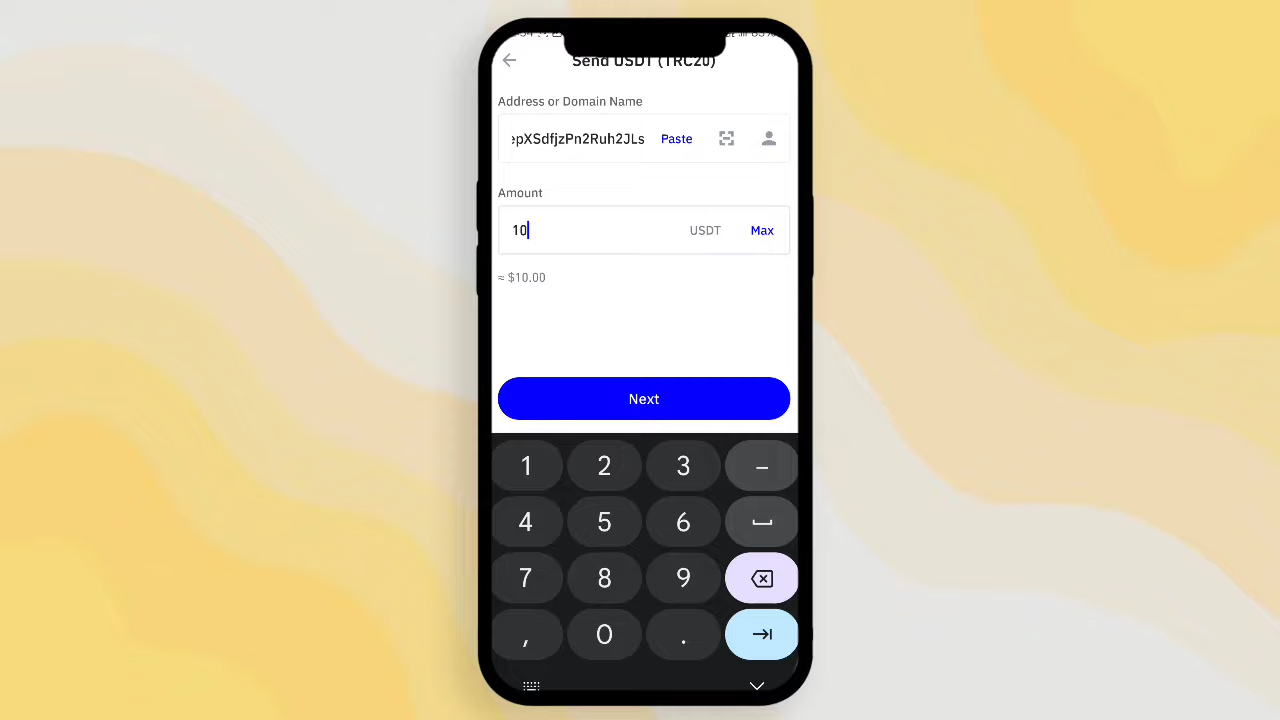 Send USDT (TRC20)
Address or Domain Name
epXSdfjzPn2Ruh2JLs Paste
Amount
10 USDT Max
≈ $10.00
Next
1 2 3 –
4 5 6
7 8 9
, 0 .